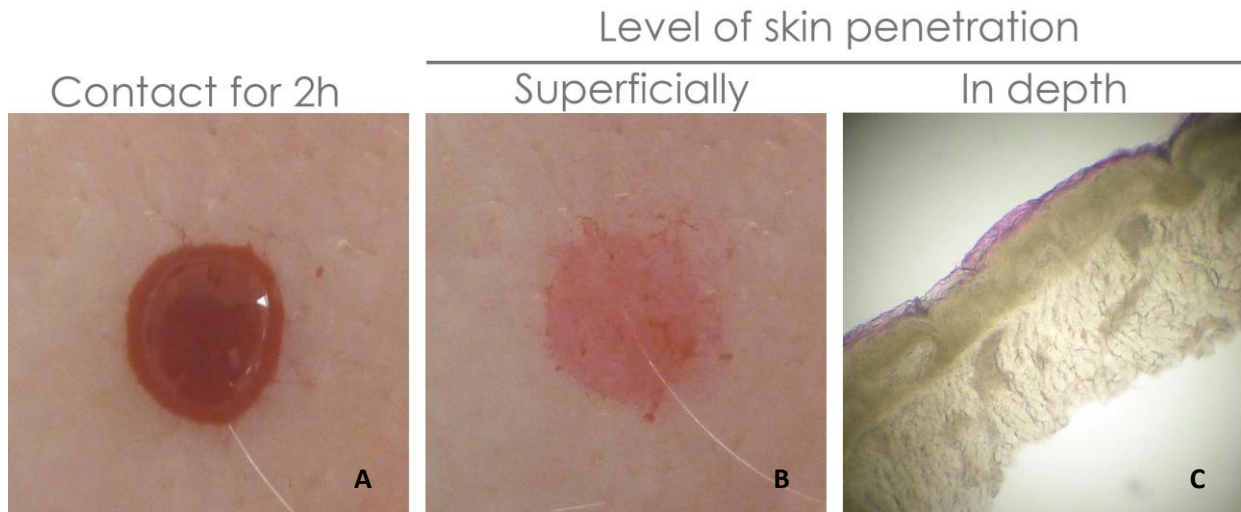 Level of skin penetration
Contact for 2h
Superficially
In depth
A
B
C